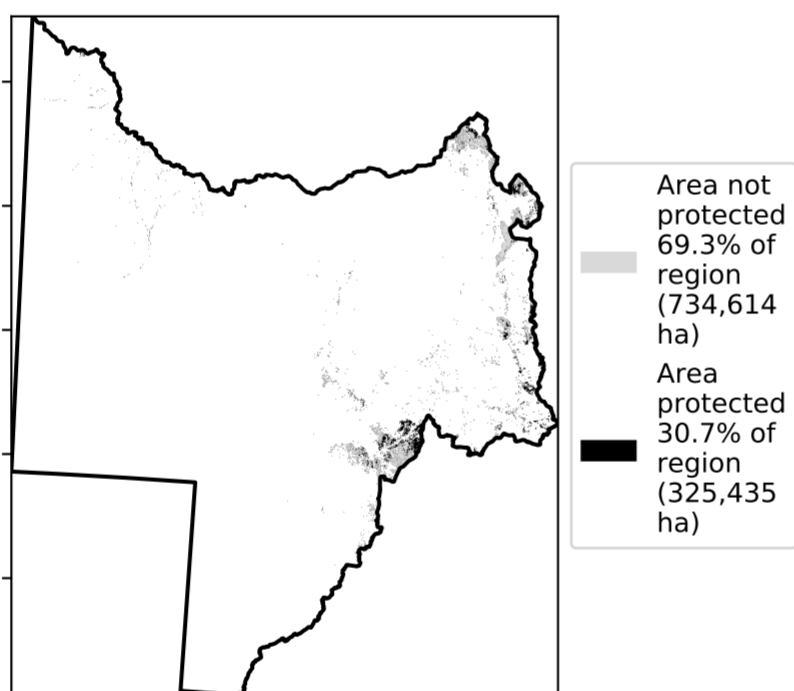 Area not
protected
69.3% of
region
(734,614
ha)
Area
protected
30.7% of
region
(325,435
ha)